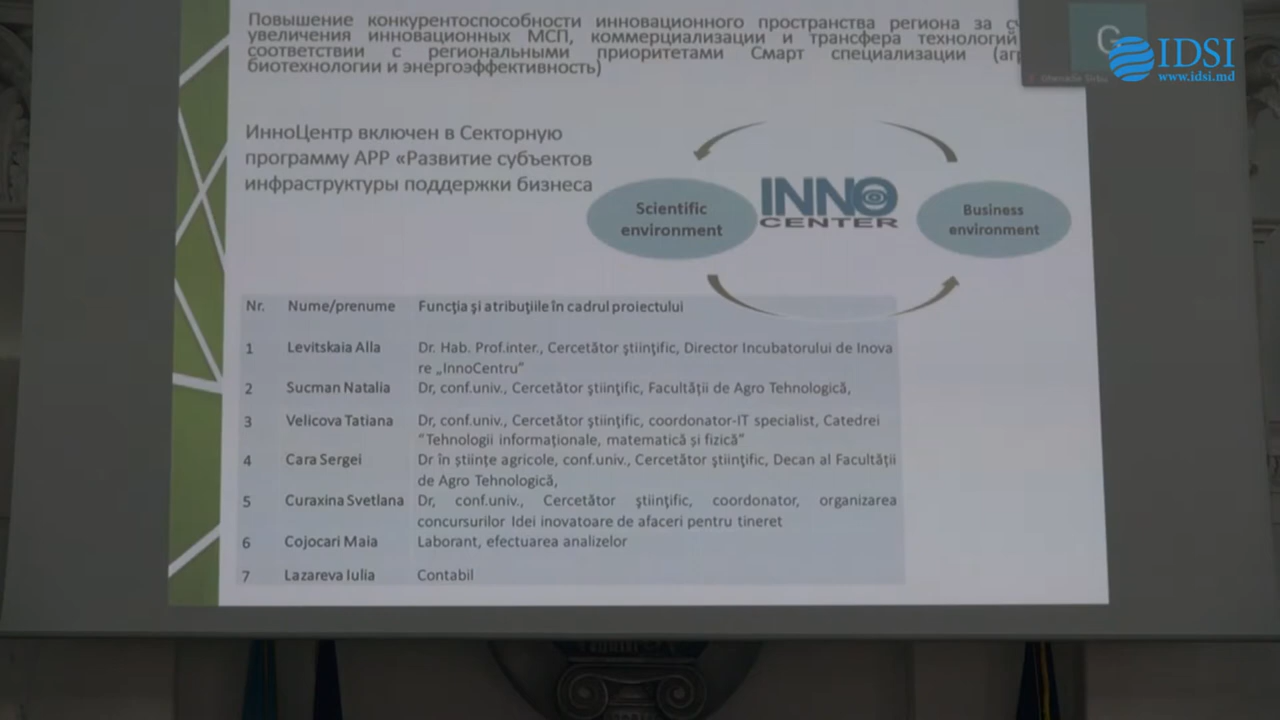 Повышение конкурентоспособности инновационного пространства региона за
увеличения инновационных МСП, коммерциализации и трансфера технологий
соответствии с региональными приоритетами Смарт специализации
биотехнологии и энергоэффективность)
G
IDSI
www.idsi.md
ИнноЦентр включен в Секторную
программу АРР «Развитие субъектов
инфраструктуры поддержки бизнеса
Scientific
environment
INNO
CENTER
Business
environment
Nr. Nume/prenume Funcţia şi atribuţiile în cadrul proiectului
1 Levitskaia Alla Dr. Hab. Prof.inter., Cercetător ştiinţific, Director Incubatorului de Inova
re „InnoCentru”
2 Sucman Natalia Dr, conf.univ., Cercetător ştiinţific, Facultății de Agro Tehnologică,
3 Velicova Tatiana Dr, conf.univ., Cercetător ştiinţific, coordonator-IT specialist, Catedrei
“Tehnologii informaționale, matematică și fizică”
4 Cara Sergei Dr în științe agricole, conf.univ., Cercetător ştiinţific, Decan al Facultății
de Agro Tehnologică,
5 Curaxina Svetlana Dr, conf.univ., Cercetător ştiinţific, coordonator, organizarea
concursurilor Idei inovatoare de afaceri pentru tineret
6 Cojocari Maia Laborant, efectuarea analizelor
7 Lazareva Iulia Contabil